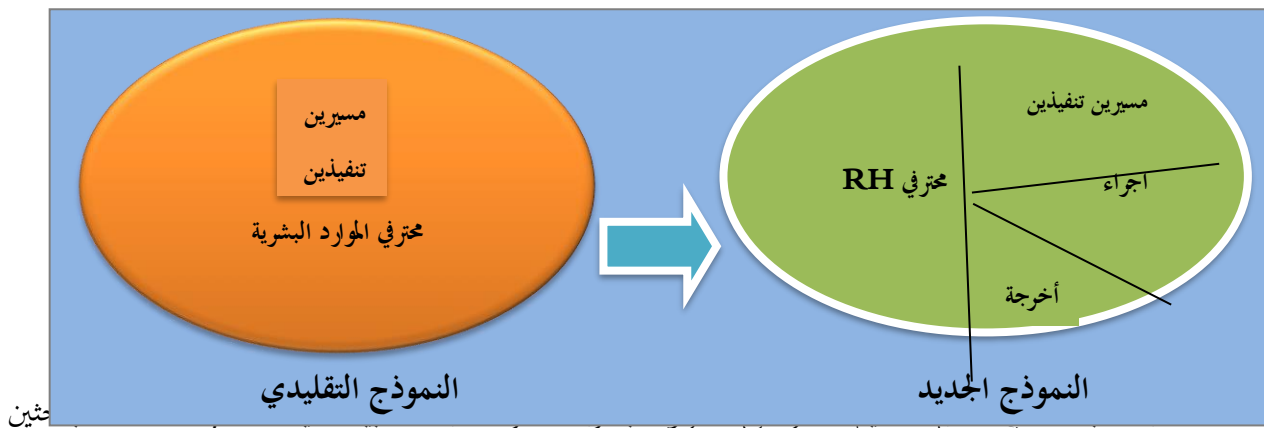 مسيرين
تنفيذين
محترفي الموارد البشرية
النموذج التقليدي
مسيرين تنفيذين
اجراء
محترفي RH
أخرجة
النموذج الجديد